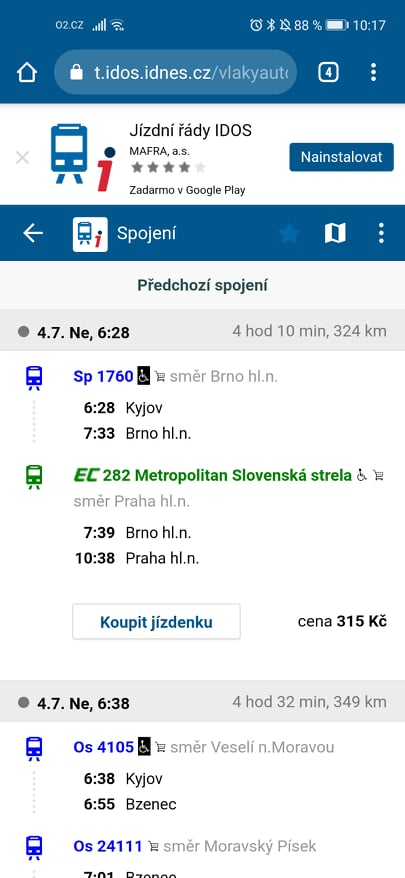 O2.CZ 88 % 10:17
t.idos.idnes.cz/vlakyauto 4
Jízdní řády IDOS
MAFRA, a.s.
Zadarmo v Google Play
Nainstalovat
Spojení
Předchozí spojení
4.7. Ne, 6:28 4 hod 10 min, 324 km
Sp 1760 směr Brno hl.n.
6:28 Kyjov
7:33 Brno hl.n.
EC 282 Metropolitan Slovenská strela
směr Praha hl.n.
7:39 Brno hl.n.
10:38 Praha hl.n.
Koupit jízdenku cena 315 Kč
4.7. Ne, 6:38 4 hod 32 min, 349 km
Os 4105 směr Veselí n.Moravou
6:38 Kyjov
6:55 Bzenec
Os 24111 směr Moravský Písek
7:01 Bzenec